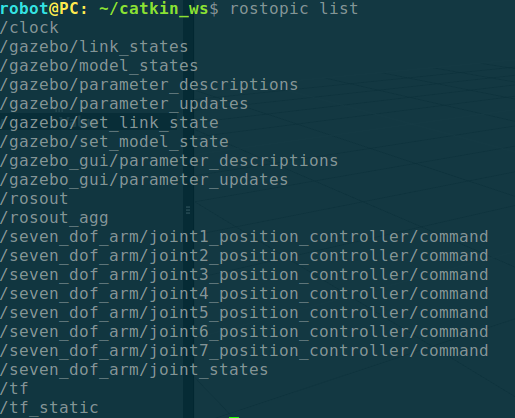 robot@PC: ~/catkin_ws$ rostopic list
/clock
/gazebo/link_states
/gazebo/model_states
/gazebo/parameter_descriptions
/gazebo/parameter_updates
/gazebo/set_link_state
/gazebo/set_model_state
/gazebo_gui/parameter_descriptions
/gazebo_gui/parameter_updates
/rosout
/rosout_agg
/seven_dof_arm/joint1_position_controller/command
/seven_dof_arm/joint2_position_controller/command
/seven_dof_arm/joint3_position_controller/command
/seven_dof_arm/joint4_position_controller/command
/seven_dof_arm/joint5_position_controller/command
/seven_dof_arm/joint6_position_controller/command
/seven_dof_arm/joint7_position_controller/command
/seven_dof_arm/joint_states
/tf
/tf_static